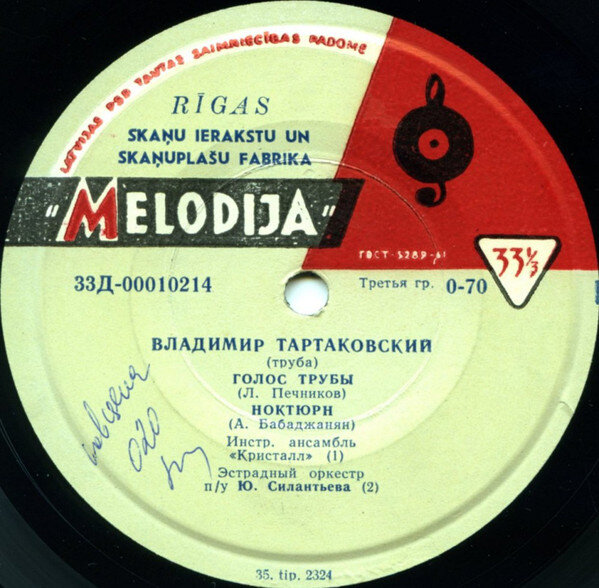 LATVIJAS PSR TAUTAS SAIMNIECĪBAS PADOME
RĪGAS
SKAŅU IERAKSTU UN
SKAŅUPLAŠU FABRIKA
"MELODIJA"
ГОСТ-5289-61
33⅓
33Д-00010214
Третья гр. 0-70
ВЛАДИМИР ТАРТАКОВСКИЙ
(труба)
ГОЛОС ТРУБЫ
(Л. Печников)
НОКТЮРН
(А. Бабаджанян)
Инстр. ансамбль
«Кристалл» (1)
Эстрадный оркестр
п/у Ю. Силантьева (2)
020
35. tip. 2324